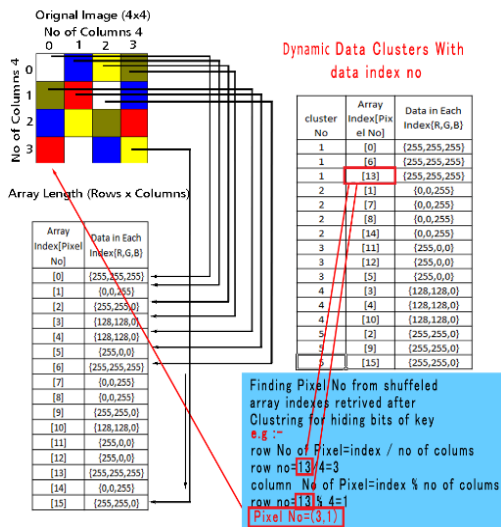 Orignal Image (4x4)
No of Columns 4
0 1 2 3
No of Columns 4
0
1
2
3
Array Length (Rows x Columns)
Array Index[Pixel No] Data in Each Index{R,G,B}
[0] {255,255,255}
[1] {0,0,255}
[2] {255,255,0}
[3] {128,128,0}
[4] {128,128,0}
[5] {255,0,0}
[6] {255,255,255}
[7] {0,0,255}
[8] {0,0,255}
[9] {255,255,0}
[10] {128,128,0}
[11] {255,0,0}
[12] {255,0,0}
[13] {255,255,255}
[14] {0,0,255}
[15] {255,255,0}
Dynamic Data Clusters With
data index no
cluster No Array Index[Pix el No] Data in Each Index{R,G,B}
1 [0] {255,255,255}
1 [6] {255,255,255}
1 [13] {255,255,255}
2 [1] {0,0,255}
2 [7] {0,0,255}
2 [8] {0,0,255}
2 [14] {0,0,255}
3 [11] {255,0,0}
3 [12] {255,0,0}
3 [5] {255,0,0}
4 [3] {128,128,0}
4 [4] {128,128,0}
4 [10] {128,128,0}
5 [2] {255,255,0}
5 [9] {255,255,0}
5 [15] {255,255,0}
Finding Pixel No from shuffeled
array indexes retrived after
Clustring for hiding bits of key
e.g :-
row No of Pixel=index / no of colums
row no=13/4=3
column No of Pixel=index % no of colums
row no=13 % 4=1
Pixel No=(3,1)